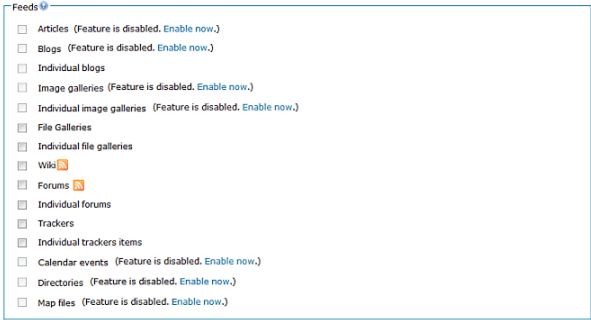 Feeds
Articles (Feature is disabled. Enable now.)
Blogs (Feature is disabled. Enable now.)
Individual blogs
Image galleries (Feature is disabled. Enable now.)
Individual image galleries (Feature is disabled. Enable now.)
File Galleries
Individual file galleries
Wiki
Forums
Individual forums
Trackers
Individual trackers items
Calendar events (Feature is disabled. Enable now.)
Directories (Feature is disabled. Enable now.)
Map files (Feature is disabled. Enable now.)